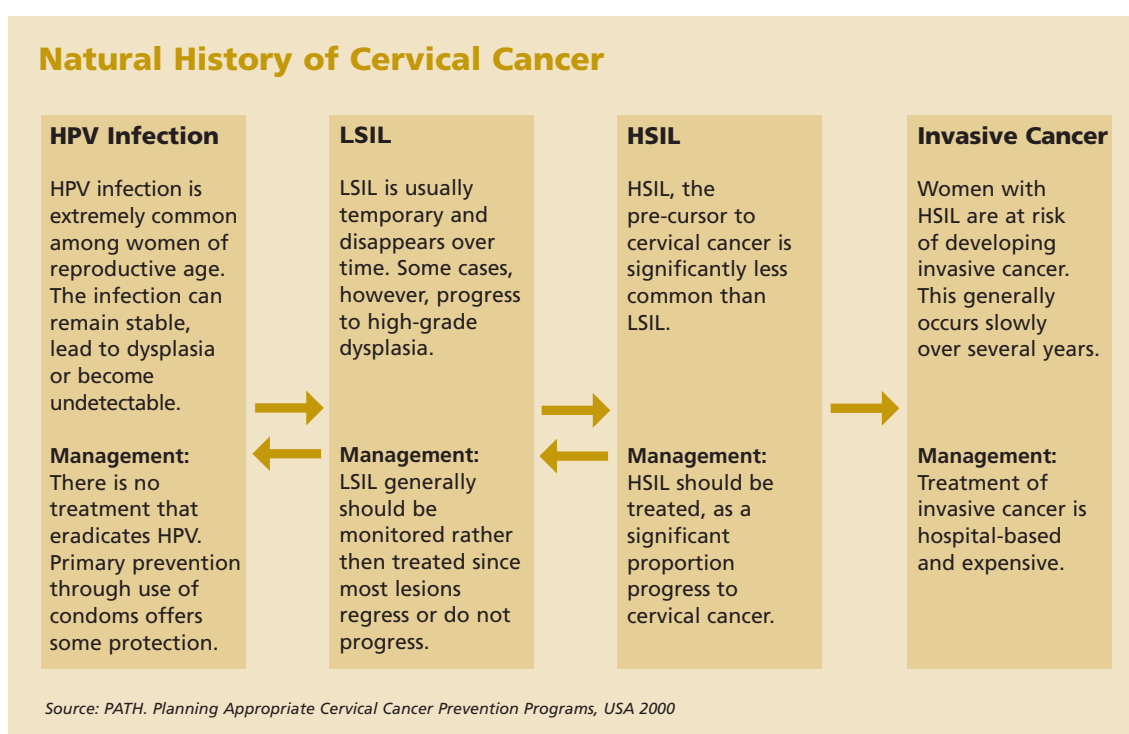 Natural History of Cervical Cancer
HPV Infection
HPV infection is
extremely common
among women of
reproductive age.
The infection can
remain stable,
lead to dysplasia
or become
undetectable.
Management:
There is no
treatment that
eradicates HPV.
Primary prevention
through use of
condoms offers
some protection.
LSIL
LSIL is usually
temporary and
disappears over
time. Some cases,
however, progress
to high-grade
dysplasia.
Management:
LSIL generally
should be
monitored rather
then treated since
most lesions
regress or do not
progress.
HSIL
HSIL, the
pre-cursor to
cervical cancer is
significantly less
common than
LSIL.
Management:
HSIL should be
treated, as a
significant
proportion
progress to
cervical cancer.
Invasive Cancer
Women with
HSIL are at risk
of developing
invasive cancer.
This generally
occurs slowly
over several years.
Management:
Treatment of
invasive cancer is
hospital-based
and expensive.
Source: PATH. Planning Appropriate Cervical Cancer Prevention Programs, USA 2000